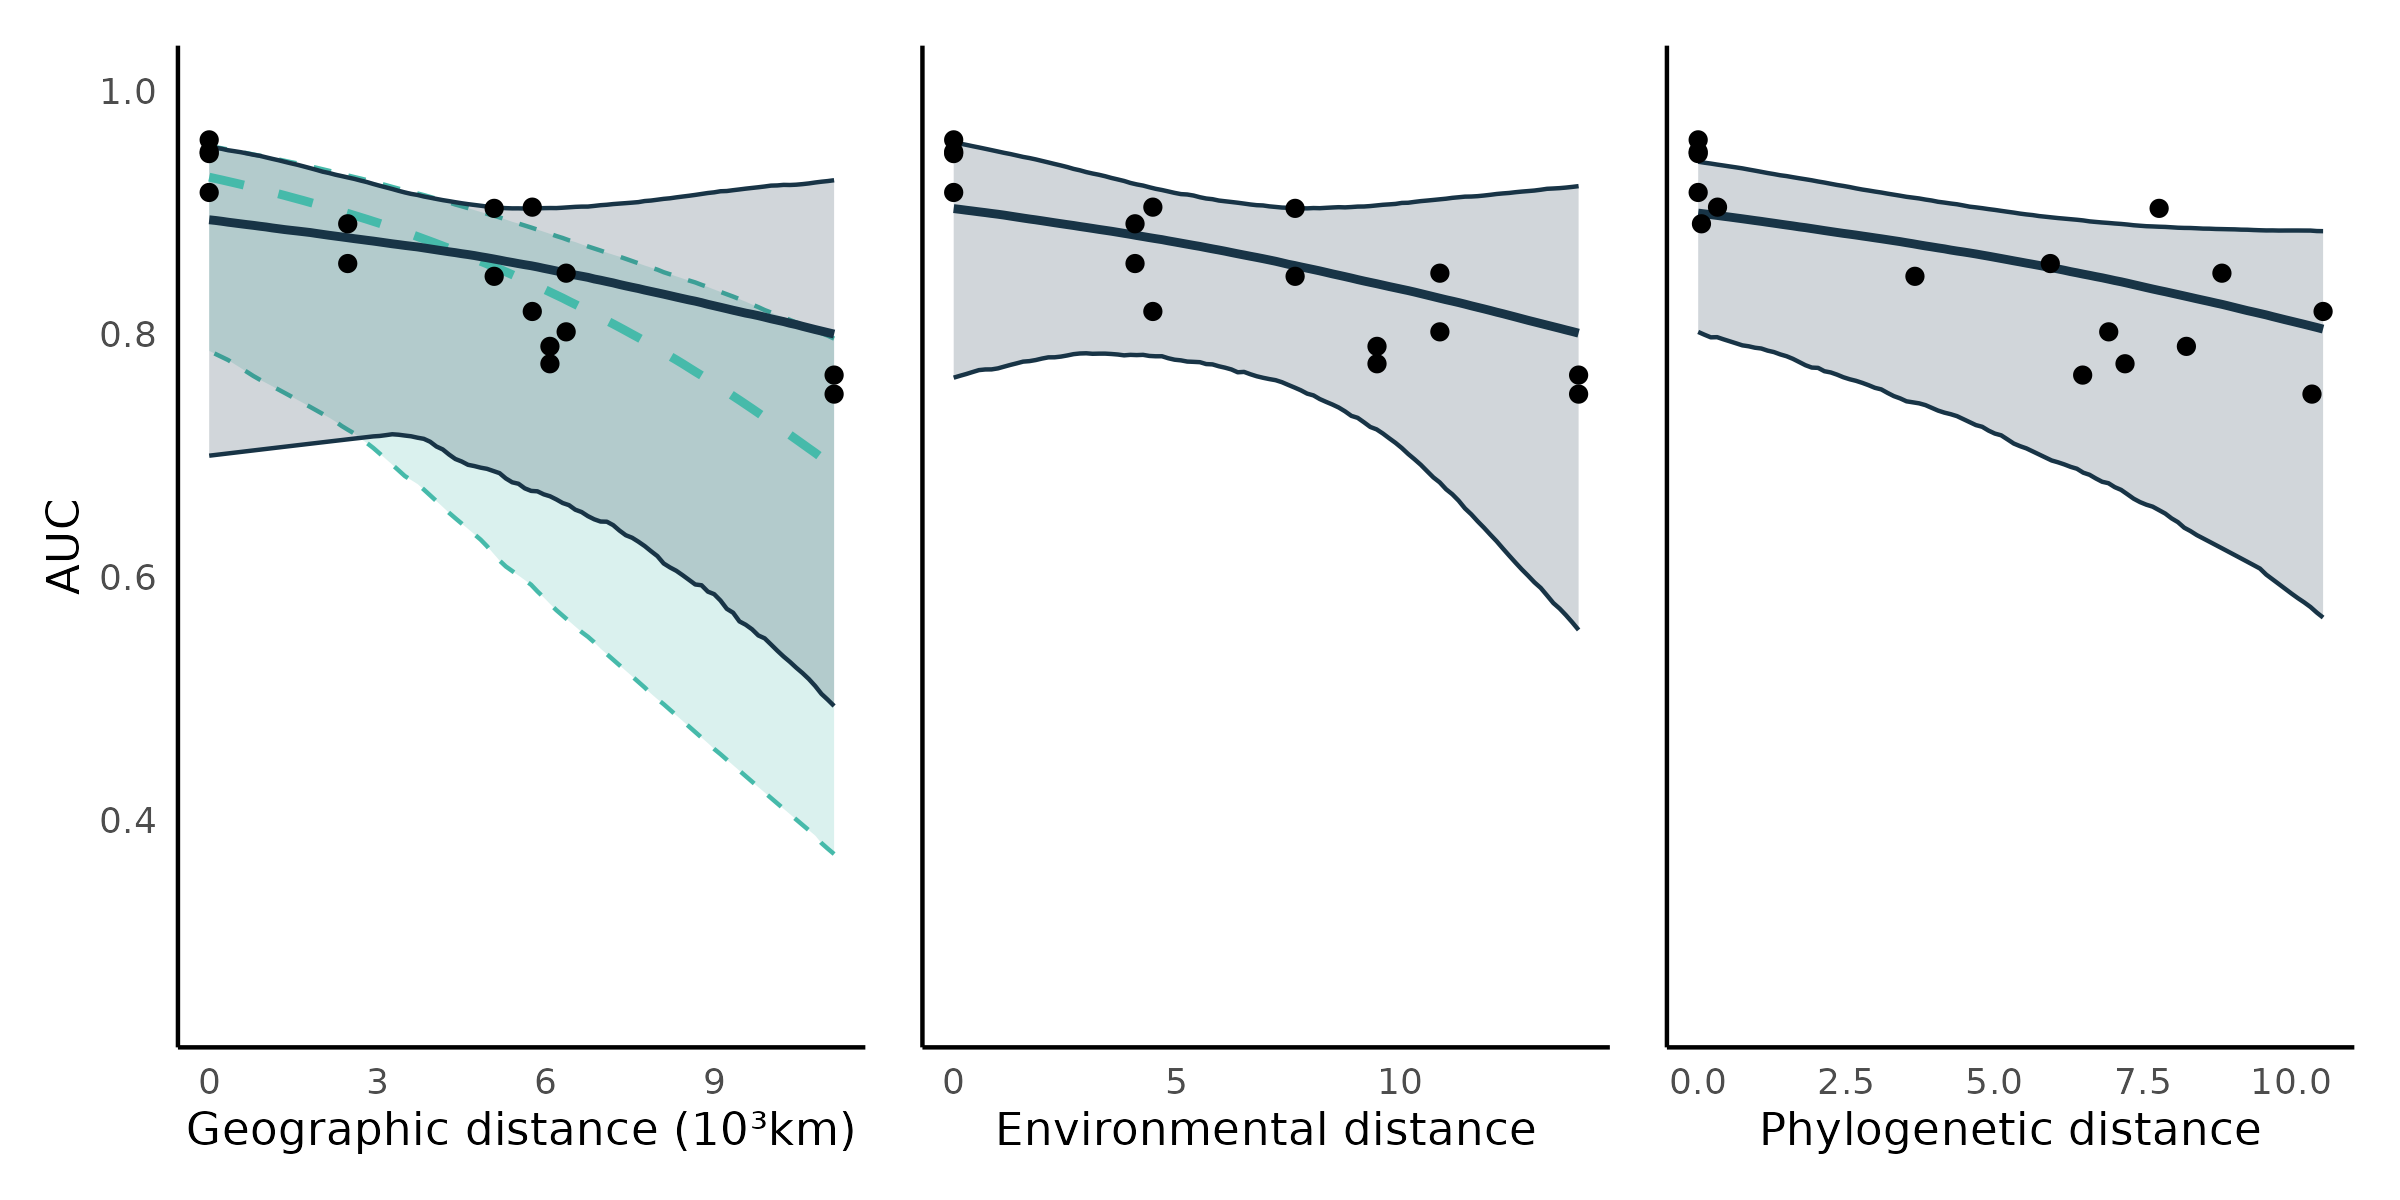 AUC
1.0
0.8
0.6
0.4
0 3 6 9
Geographic distance (10³km)
0 5 10
Environmental distance
0.0 2.5 5.0 7.5 10.0
Phylogenetic distance